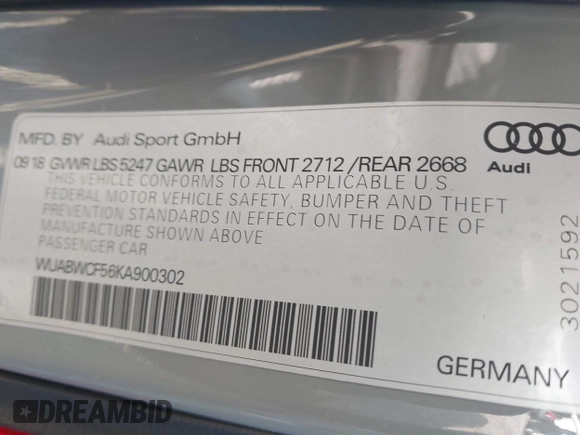 MFD. BY Audi Sport GmbH
09 18 GVWR LBS 5247 GAWR LBS FRONT 2712 /REAR 2668
Audi
THIS VEHICLE CONFORMS TO ALL APPLICABLE U.S.
FEDERAL MOTOR VEHICLE SAFETY, BUMPER AND THEFT
PREVENTION STANDARDS IN EFFECT ON THE DATE OF
MANUFACTURE SHOWN ABOVE
PASSENGER CAR
WUABWCF56KA900302
3021592
GERMANY
DREAMBID